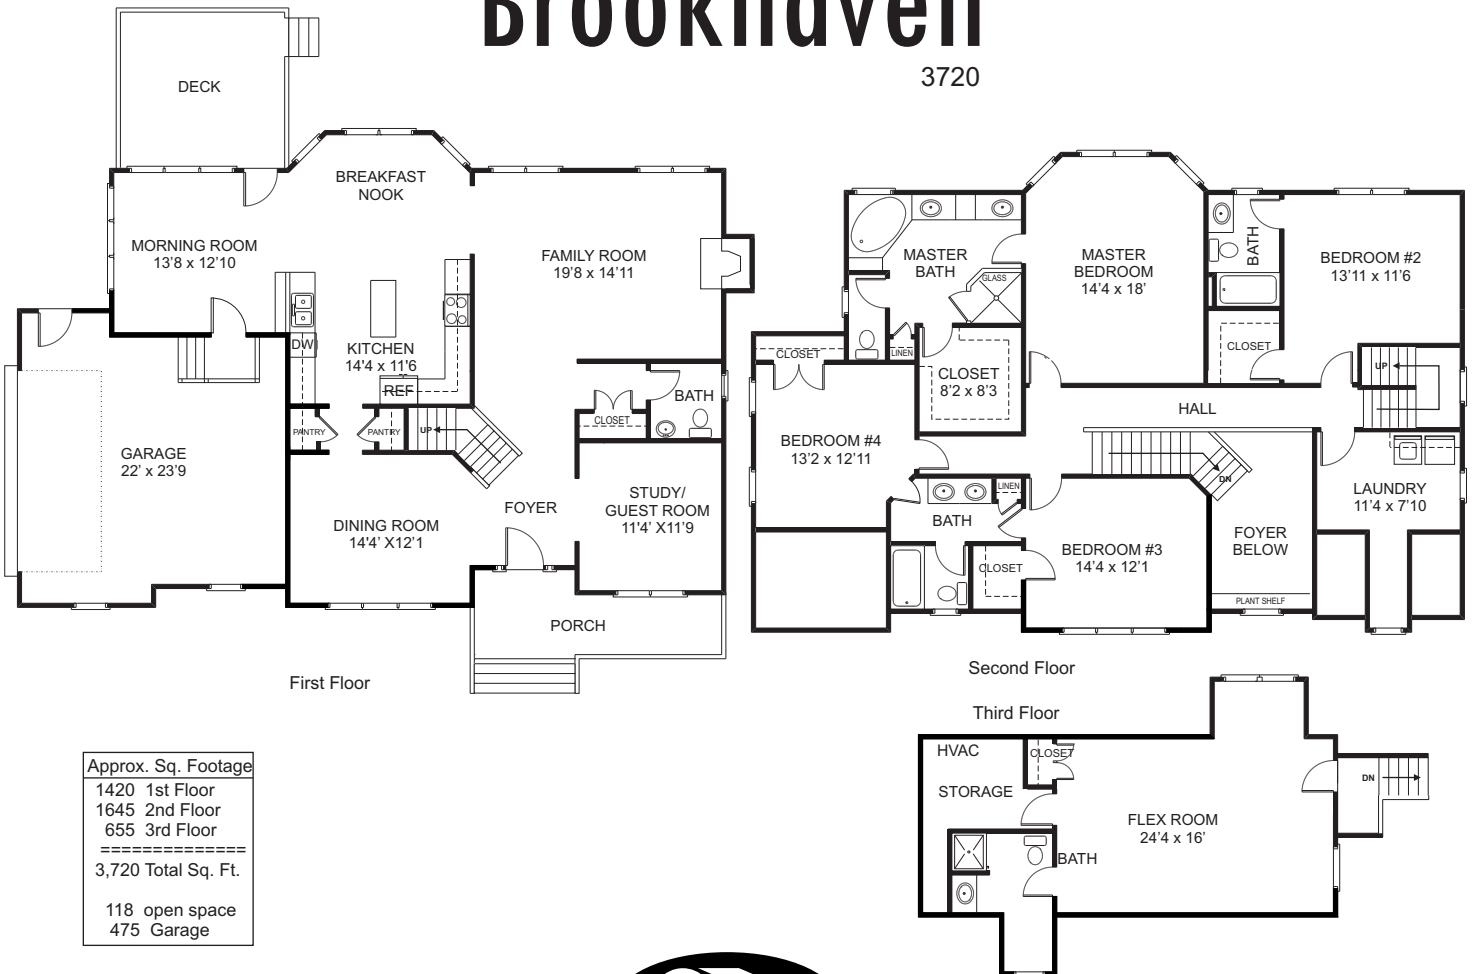 Brookhaven
3720
DECK
BREAKFAST
NOOK
MORNING ROOM
13'8 x 12'10
FAMILY ROOM
19'8 x 14'11
DW
KITCHEN
14'4 x 11'6
REF
PANTRY
PANTRY
UP
CLOSET
BATH
GARAGE
22' x 23'9
DINING ROOM
14'4' X12'1
FOYER
STUDY/
GUEST ROOM
11'4' X11'9
PORCH
First Floor
MASTER
BATH
GLASS
MASTER
BEDROOM
14'4 x 18'
BATH
BEDROOM #2
13'11 x 11'6
CLOSET
LINEN
CLOSET
8'2 x 8'3
CLOSET
UP
HALL
BEDROOM #4
13'2 x 12'11
DN
LINEN
BATH
LAUNDRY
11'4 x 7'10
FOYER
BELOW
BEDROOM #3
14'4 x 12'1
CLOSET
PLANT SHELF
Second Floor
Third Floor
HVAC
CLOSET
STORAGE
DN
FLEX ROOM
24'4 x 16'
BATH
Approx. Sq. Footage
1420 1st Floor
1645 2nd Floor
655 3rd Floor
==============
3,720 Total Sq. Ft.
118 open space
475 Garage